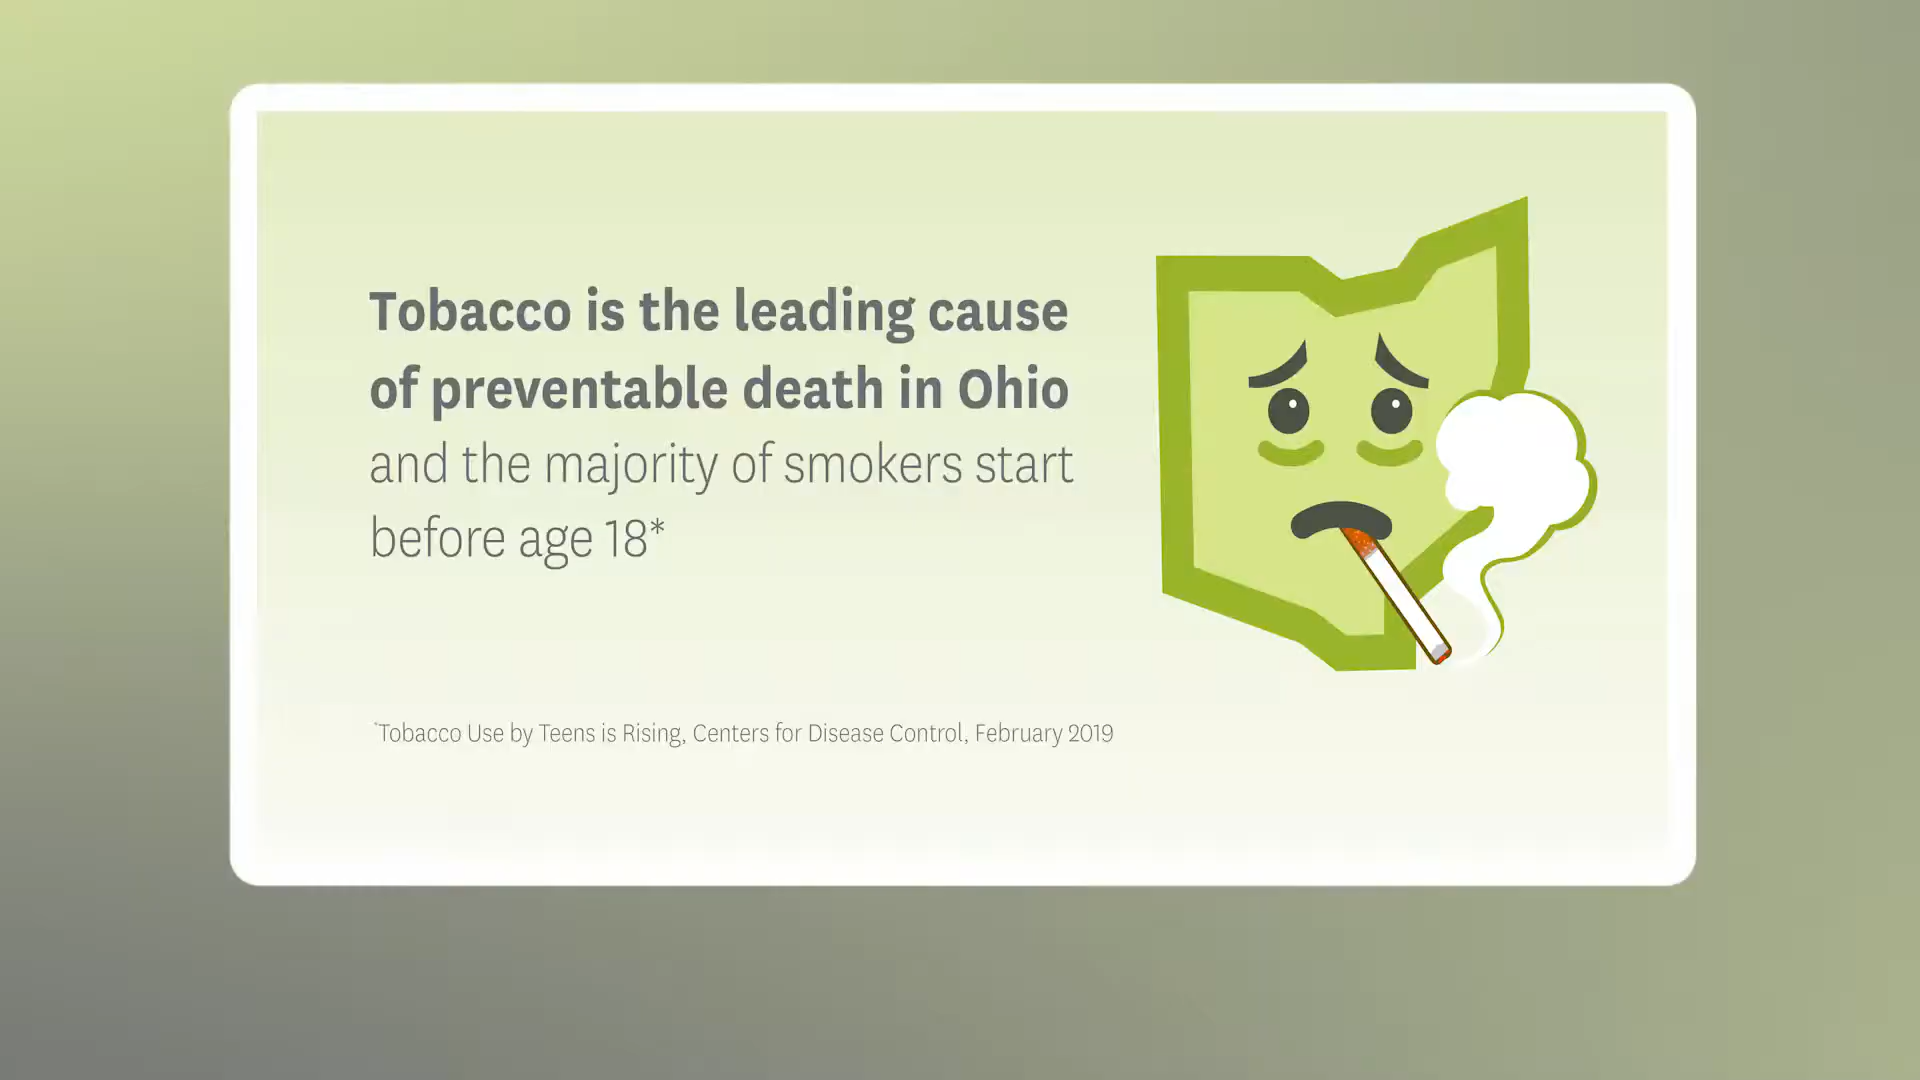 Tobacco is the leading cause
of preventable death in Ohio
and the majority of smokers start
before age 18*
*Tobacco Use by Teens is Rising, Centers for Disease Control, February 2019